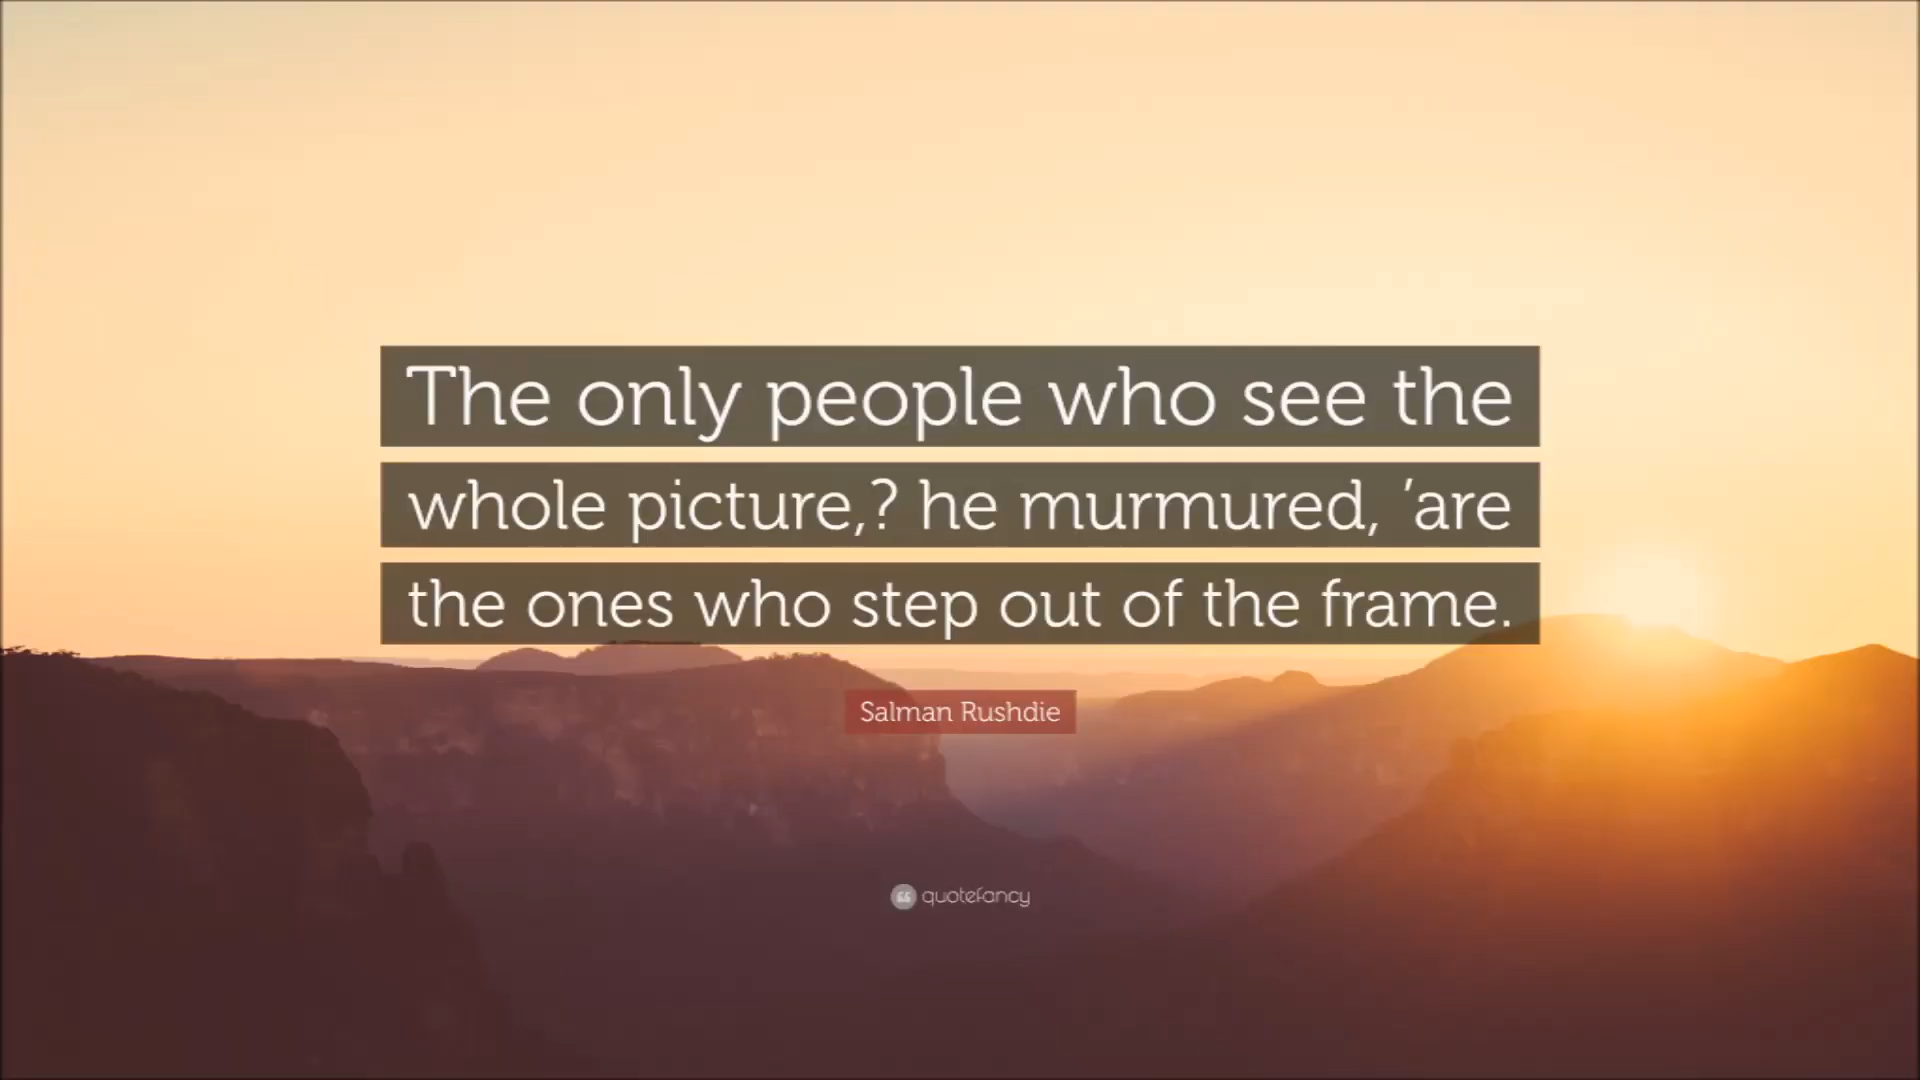 The only people who see the
whole picture,? he murmured, ’are
the ones who step out of the frame.
Salman Rushdie
quotefancy